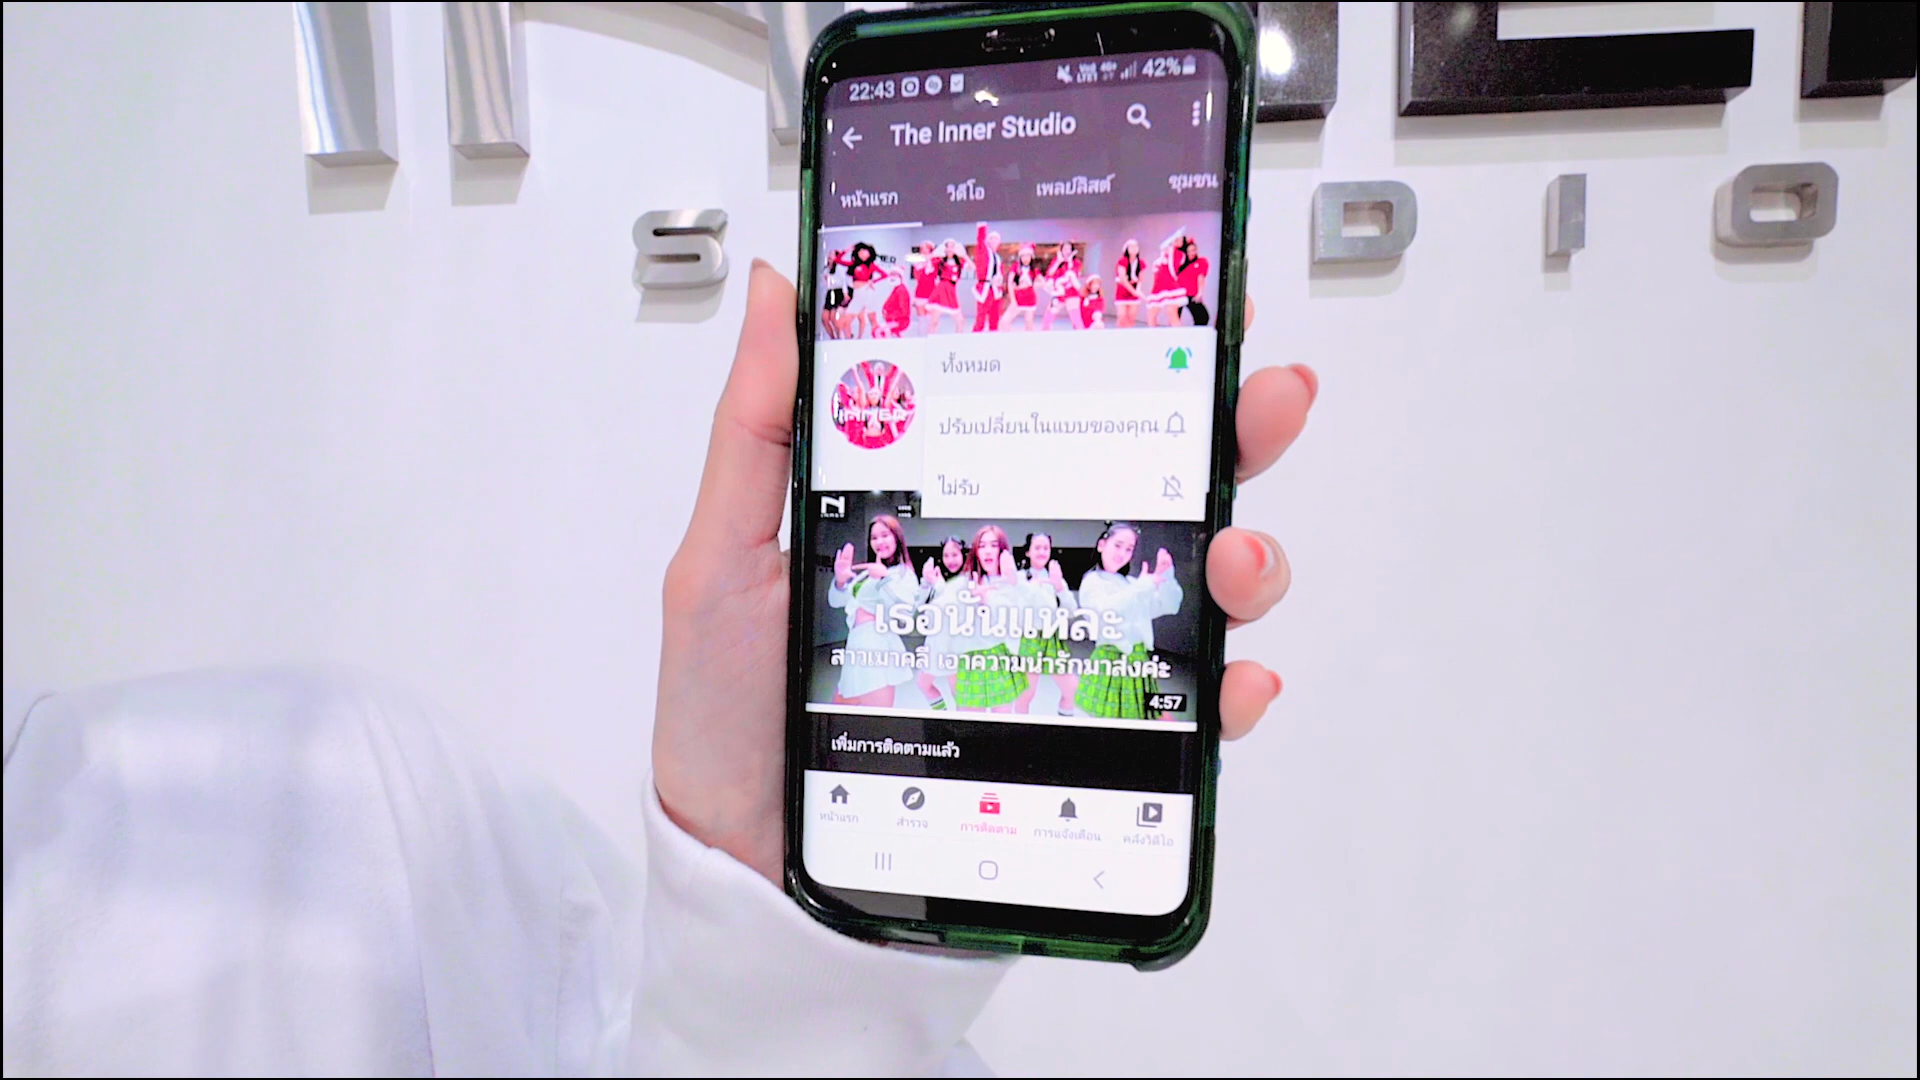 22:43 42%
The Inner Studio
หน้าแรก วิดีโอ เพลย์ลิสต์ ชุมชน
ทั้งหมด
ปรับเปลี่ยนในแบบของคุณ
ไม่รับ
เธอนั่นแหละ
สาวเมาคลี เอาความน่ารักมาส่งค่ะ
4:57
เพิ่มการติดตามแล้ว
หน้าแรก สำรวจ การติดตาม การแจ้งเตือน คลังวิดีโอ
S DIO